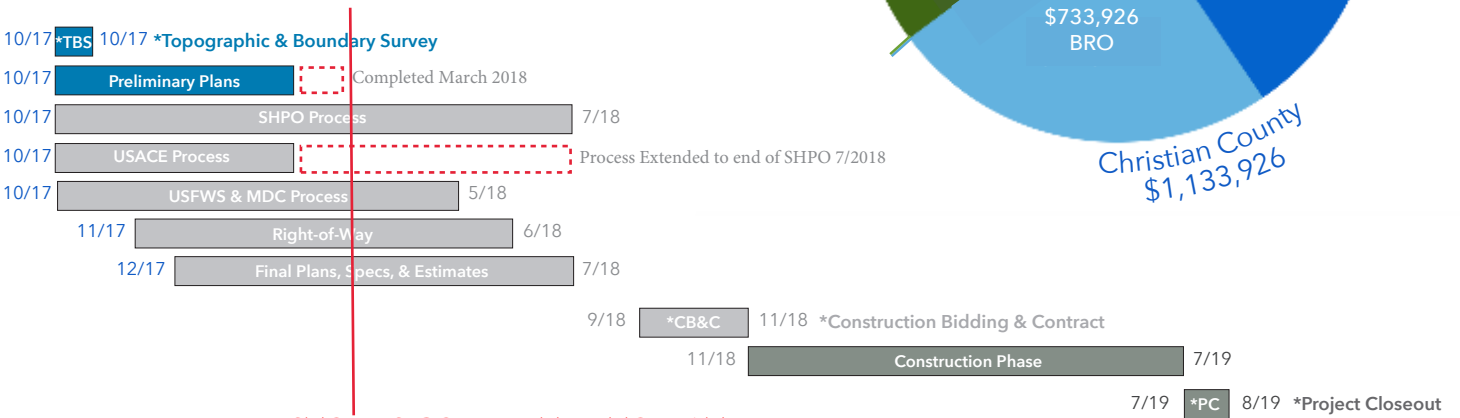 $733,926
BRO
Christian County
$1,133,926
10/17 *TBS 10/17 *Topographic & Boundary Survey
10/17 Preliminary Plans Completed March 2018
10/17 SHPO Process 7/18
10/17 USACE Process Process Extended to end of SHPO 7/2018
10/17 USFWS & MDC Process 5/18
11/17 Right-of-Way 6/18
12/17 Final Plans, Specs, & Estimates 7/18
9/18 *CB&C 11/18 *Construction Bidding & Contract
11/18 Construction Phase 7/19
7/19 *PC 8/19 *Project Closeout